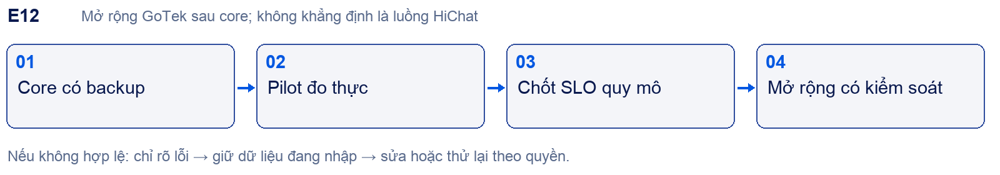 E12 Mở rộng GoTek sau core; không khẳng định là luồng HiChat
01
Core có backup
02
Pilot đo thực
03
Chốt SLO quy mô
04
Mở rộng có kiểm soát
Nếu không hợp lệ: chỉ rõ lỗi → giữ dữ liệu đang nhập → sửa hoặc thử lại theo quyền.